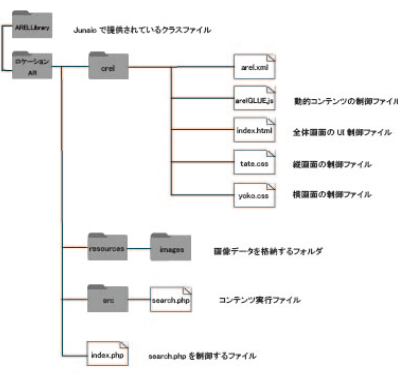 ARELLibrary
Junaio で提供されているクラスファイル
ロケーション
AR
crel
arel.xml
arelGLUE.js
動的コンテンツの制御ファイル
index.html
全体画面の UI 制御ファイル
tate.css
縦画面の制御ファイル
yoko.css
横画面の制御ファイル
resources
images
画像データを格納するフォルダ
src
search.php
コンテンツ実行ファイル
index.php
search.php を制御するファイル